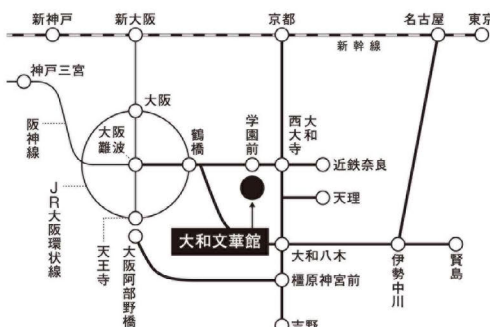 新神戸
新大阪
京都
名古屋
東京
新幹線
神戸三宮
大阪
阪神線
大阪
難波
鶴橋
学園前
大和
西大寺
近鉄奈良
天理
JR大阪環状線
天王寺
大阪阿部野橋
大和文華館
大和八木
伊勢中川
賢島
橿原神宮前
吉野